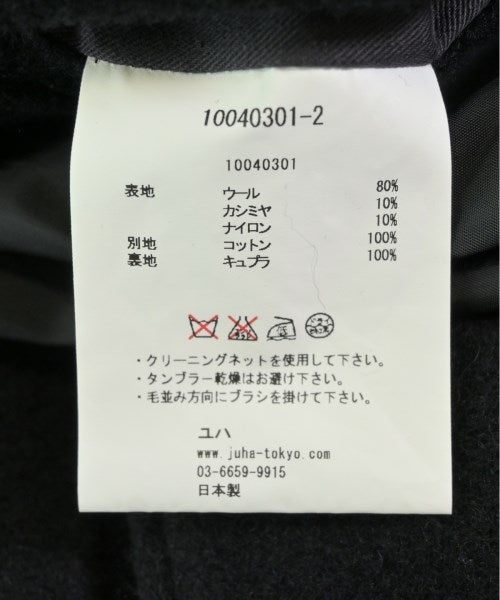 10040301-2
10040301
表地 ウール 80%
カシミヤ 10%
ナイロン 10%
別地 コットン 100%
裏地 キュプラ 100%
・クリーニングネットを使用して下さい。
・タンブラー乾燥はお避け下さい。
・毛並み方向にブラシを掛けて下さい。
ユハ
www.juha-tokyo.com
03-6659-9915
日本製